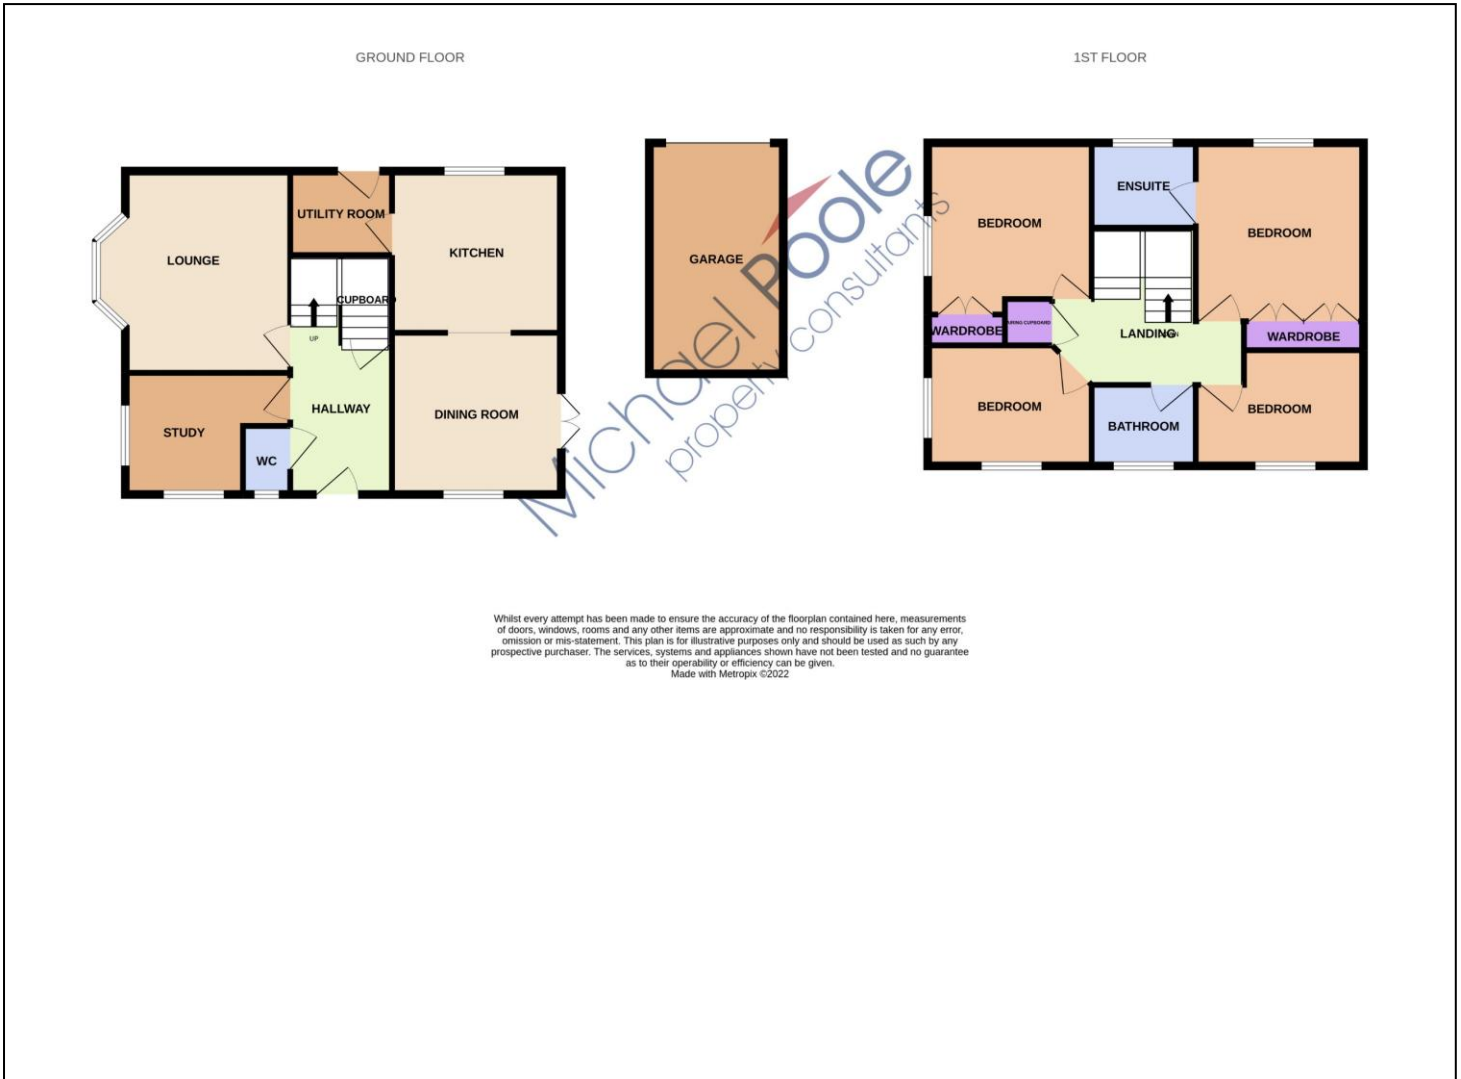 GROUND FLOOR
1ST FLOOR
UTILITY ROOM
LOUNGE
KITCHEN
CUPBOARD
UP
HALLWAY
DINING ROOM
STUDY
WC
GARAGE
Michael Poole
property consultants
ENSUITE
BEDROOM
BEDROOM
WARDROBE
CUPBOARD
LANDING
WARDROBE
BEDROOM
BATHROOM
BEDROOM
Whilst every attempt has been made to ensure the accuracy of the floorplan contained here, measurements
of doors, windows, rooms and any other items are approximate and no responsibility is taken for any error,
omission or mis-statement. This plan is for illustrative purposes only and should be used as such by any
prospective purchaser. The services, systems and appliances shown have not been tested and no guarantee
as to their operability or efficiency can be given.
Made with Metropix ©2022